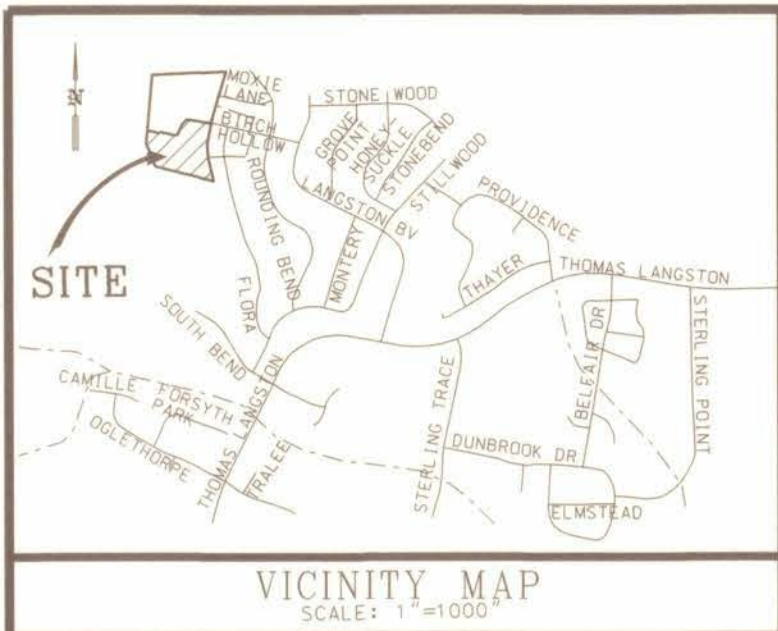 MOXIE
LANE
N
STONE WOOD
BIRCH
HOLLOW
GROVE
POINT
HONEY-
SUCKLE
STONEBEND
STILLWOOD
LANGSTON BV
PROVIDENCE
ROUNDING BEND
MONTERY
THAYER
THOMAS LANGSTON
SITE
FLORA
SOUTH BEND
BELFAIR DR
STERLING POINT
CAMILLE FORSYTH
PARK
OGLETHORPE
THOMAS LANGSTON
TRALEE
STERLING TRACE
DUNBROOK DR
ELMSTEAD
VICINITY MAP
SCALE: 1"=1000"